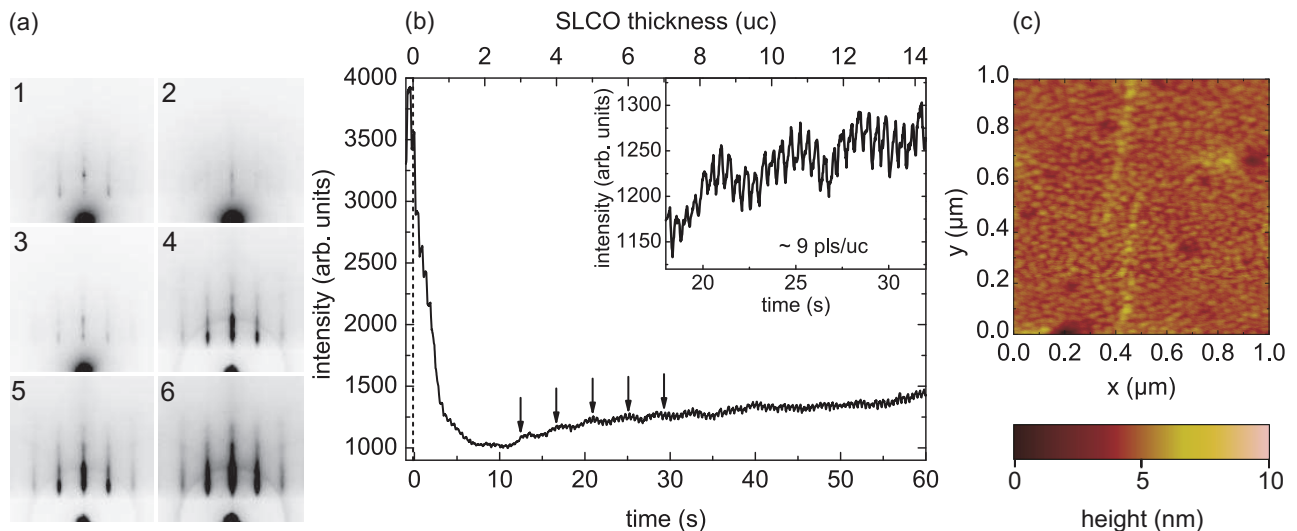 (a)
1
2
3
4
5
6
(b)
SLCO thickness (uc)
0 2 4 6 8 10 12 14
4000
3500
3000
2500
2000
1500
1000
intensity (arb. units)
0 10 20 30 40 50 60
time (s)
1300
1250
1200
1150
intensity (arb. units)
~ 9 pls/uc
20 25 30
time (s)
(c)
1.0
0.8
0.6
0.4
0.2
0.0
y (µm)
0.0 0.2 0.4 0.6 0.8 1.0
x (µm)
0 5 10
height (nm)